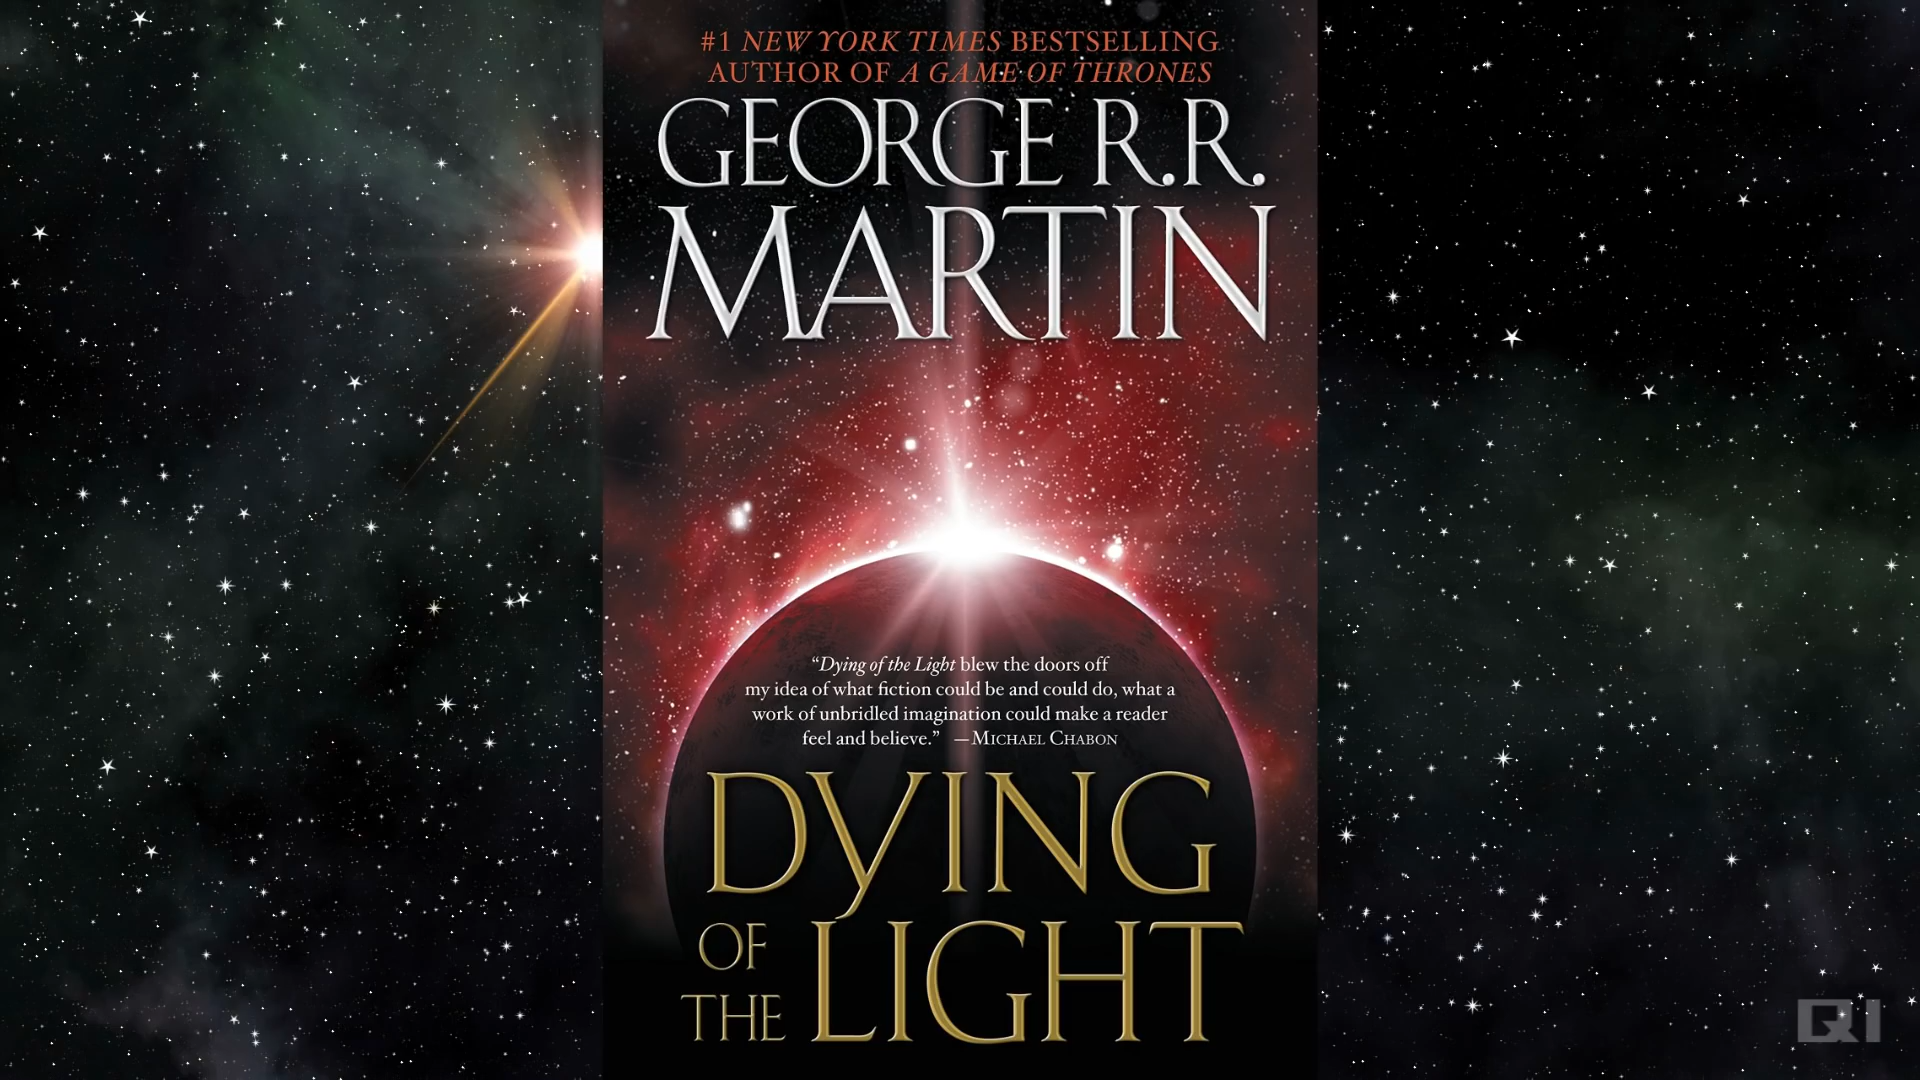 #1 NEW YORK TIMES BESTSELLING
AUTHOR OF A GAME OF THRONES
GEORGE R.R.
MARTIN
“Dying of the Light blew the doors off
my idea of what fiction could be and could do, what a
work of unbridled imagination could make a reader
feel and believe.” —MICHAEL CHABON
DYING
OF
THE LIGHT
QI